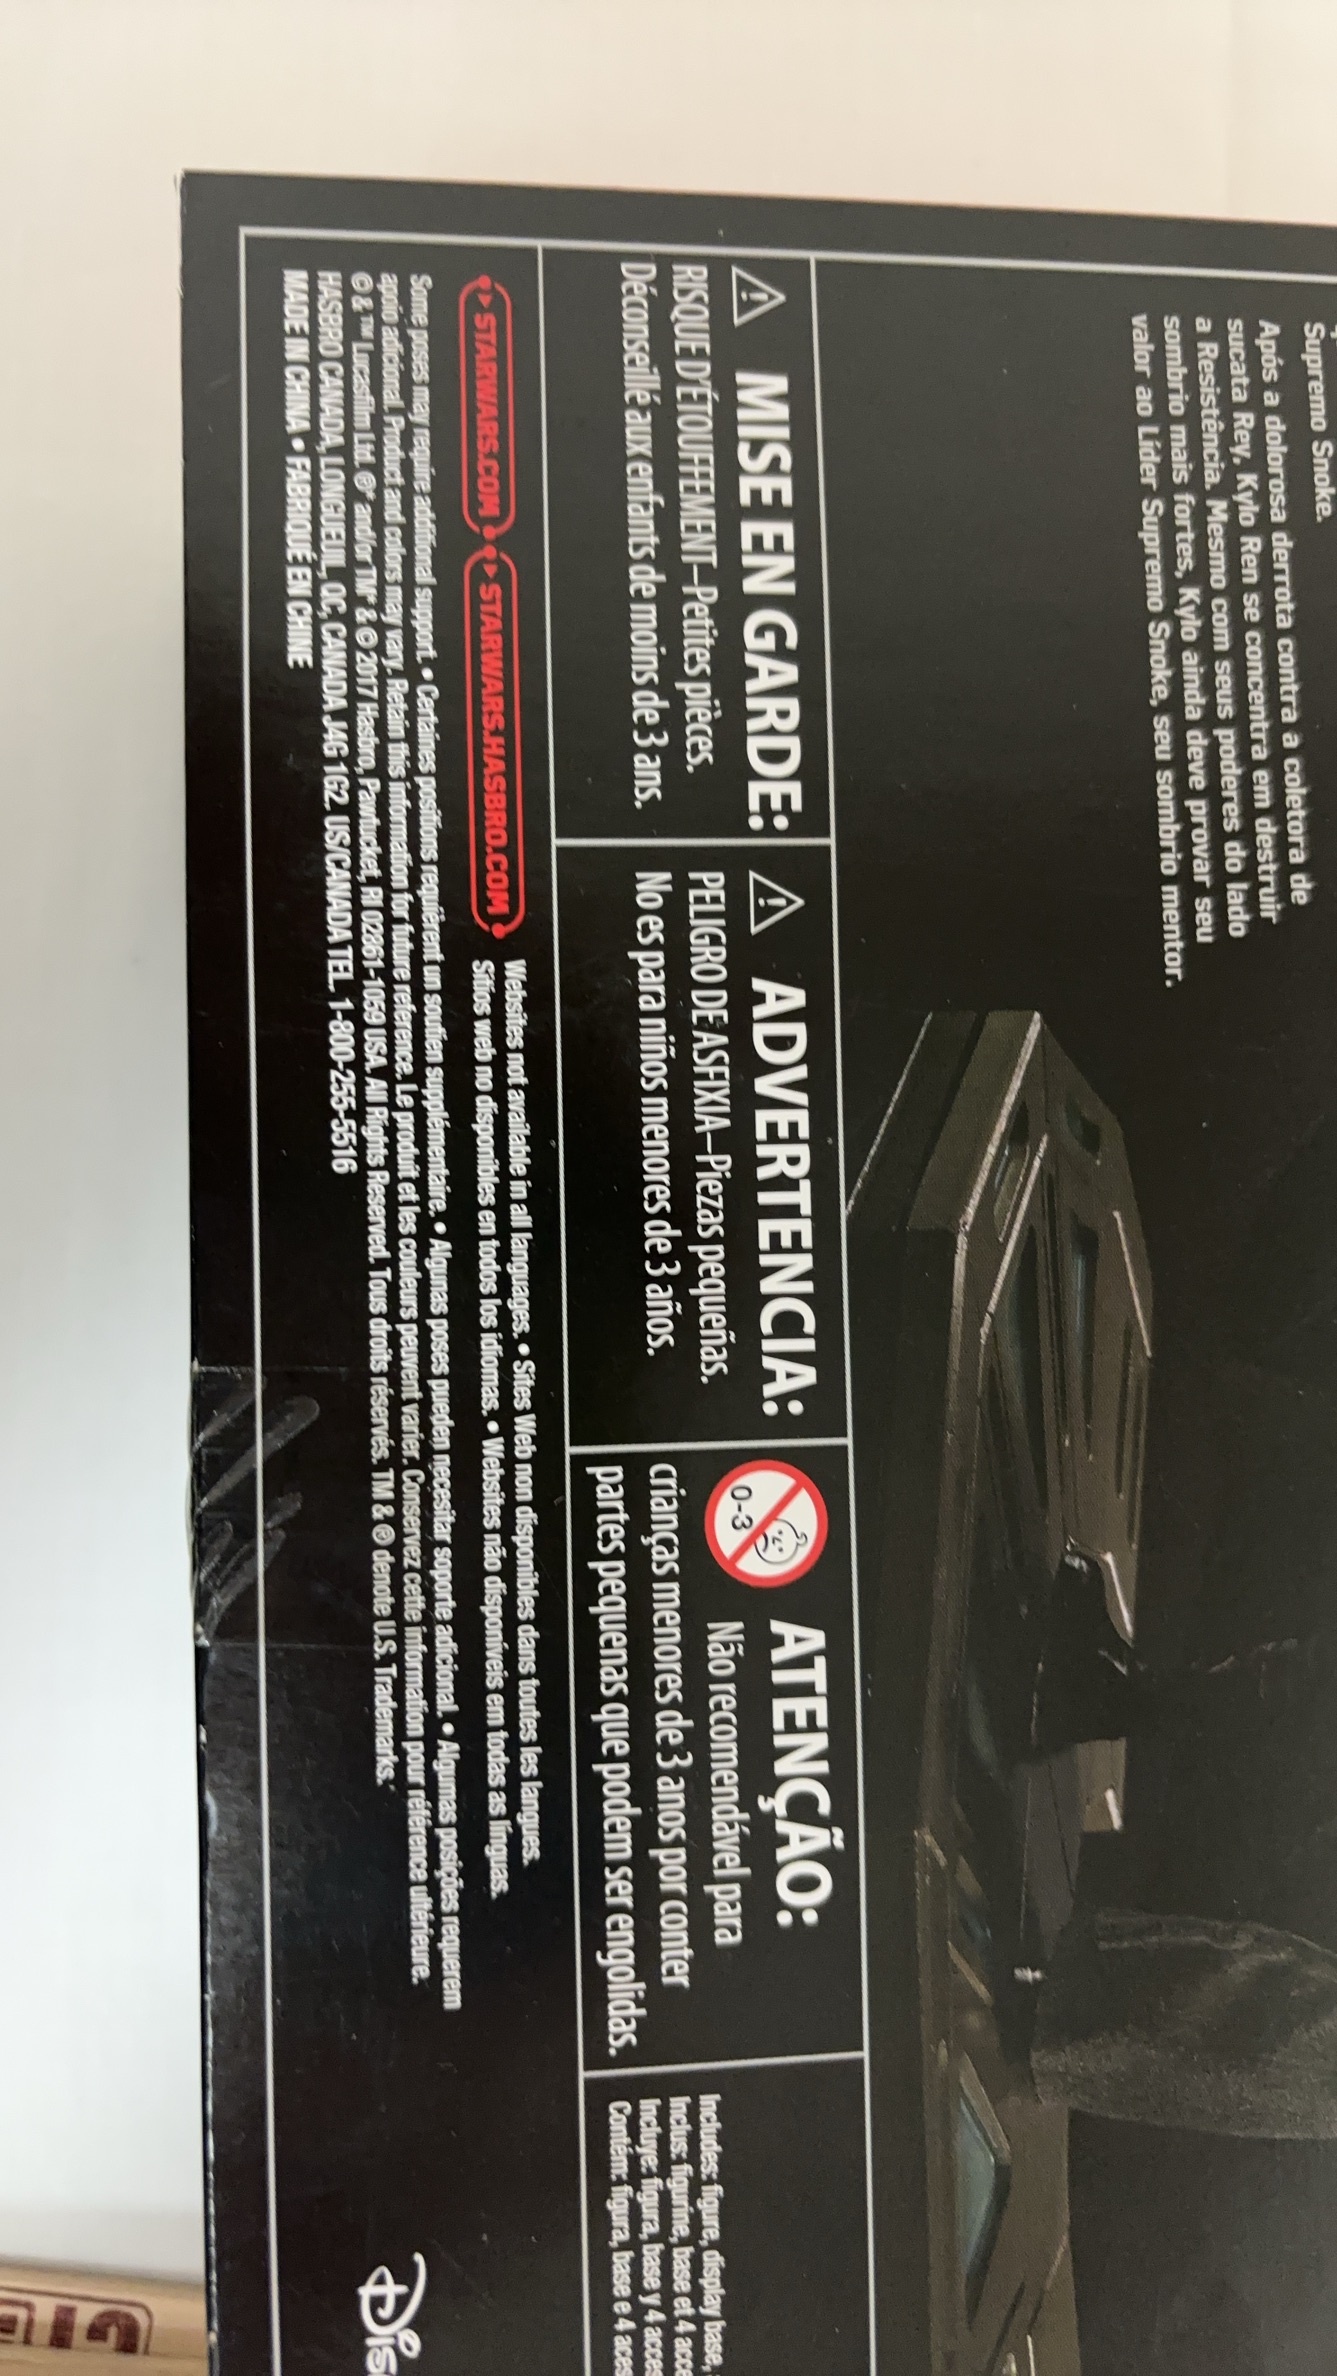 Supremo Snoke.
Após a dolorosa derrota contra a coletora de
sucata Rey, Kylo Ren se concentra em destruir
a Resistência. Mesmo com seus poderes do lado
sombrio mais fortes, Kylo ainda deve provar seu
valor ao Líder Supremo Snoke, seu sombrio mentor.
MISE EN GARDE:
RISQUE D'ÉTOUFFEMENT–Petites pièces.
Déconseillé aux enfants de moins de 3 ans.
ADVERTENCIA:
PELIGRO DE ASFIXIA–Piezas pequeñas.
No es para niños menores de 3 años.
0-3
ATENÇÃO:
Não recomendável para
crianças menores de 3 anos por conter
partes pequenas que podem ser engolidas.
Includes: figure, display base,
Inclus: figurine, base et 4
Incluye: figura, base y 4
Contém: figura, base e 4
STARWARS.COM STARWARS.HASBRO.COM
Websites not available in all languages. • Sites Web non disponibles dans toutes les langues.
Sitios web no disponibles en todos los idiomas. • Websites não disponíveis em todas as línguas.
Some poses may require additional support. • Certaines positions requièrent un soutien supplémentaire. • Algunas poses pueden necesitar soporte adicional. • Algumas posições requerem
apoio adicional. Product and colors may vary. Retain this information for future reference. Le produit et les couleurs peuvent varier. Conservez cette information pour référence ultérieure.
© & ™ Lucasfilm Ltd. ®* and/or TM* & © 2017 Hasbro, Pawtucket, RI 02861-1059 USA. All Rights Reserved. Tous droits réservés. TM & ® denote U.S. Trademarks.
HASBRO CANADA, LONGUEUIL, QC, CANADA J4G 1G2. US/CANADA TEL. 1-800-255-5516
MADE IN CHINA • FABRIQUÉ EN CHINE